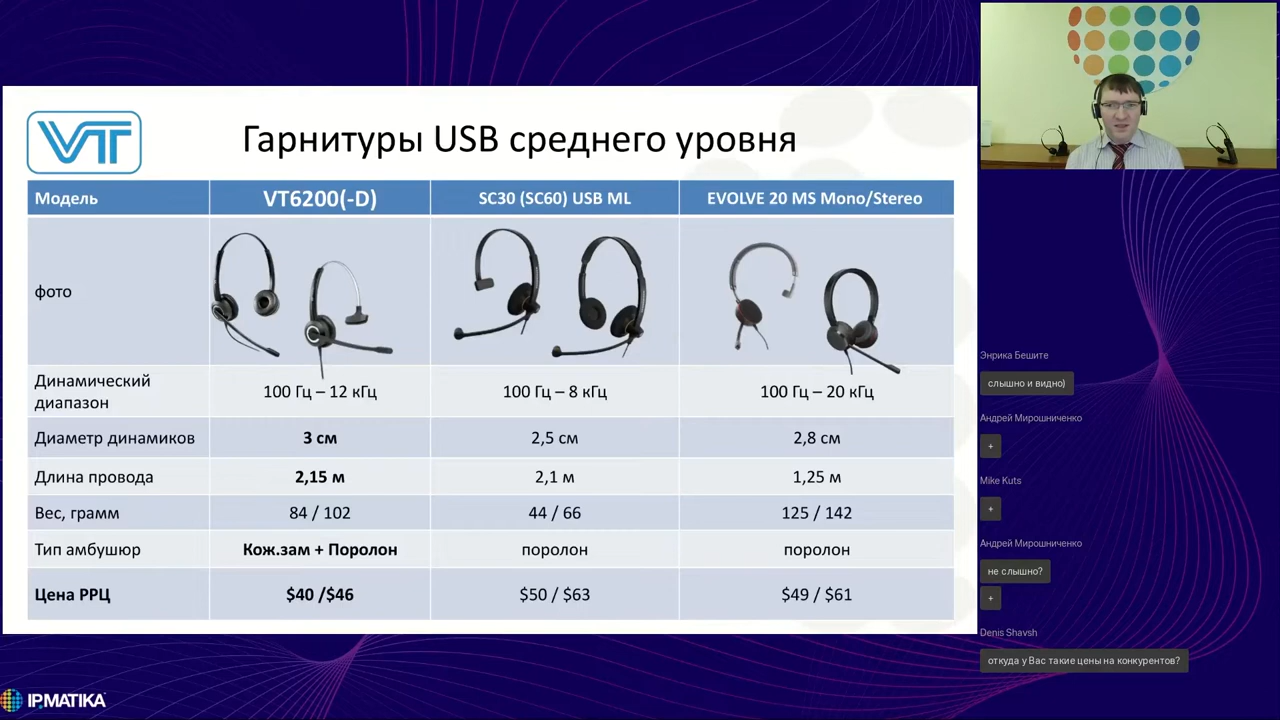 VT
Гарнитуры USB среднего уровня
Модель
VT6200(-D)
SC30 (SC60) USB ML
EVOLVE 20 MS Mono/Stereo
фото
Динамический
диапазон
100 Гц – 12 кГц
100 Гц – 8 кГц
100 Гц – 20 кГц
Диаметр динамиков
3 см
2,5 см
2,8 см
Длина провода
2,15 м
2,1 м
1,25 м
Вес, грамм
84 / 102
44 / 66
125 / 142
Тип амбушюр
Кож.зам + Поролон
поролон
поролон
Цена РРЦ
$40 /$46
$50 / $63
$49 / $61
Энрика Бешите
слышно и видно)
Андрей Мирошниченко
+
Mike Kuts
+
Андрей Мирошниченко
не слышно?
+
Denis Shavsh
откуда у Вас такие цены на конкурентов?
IPMATIKA